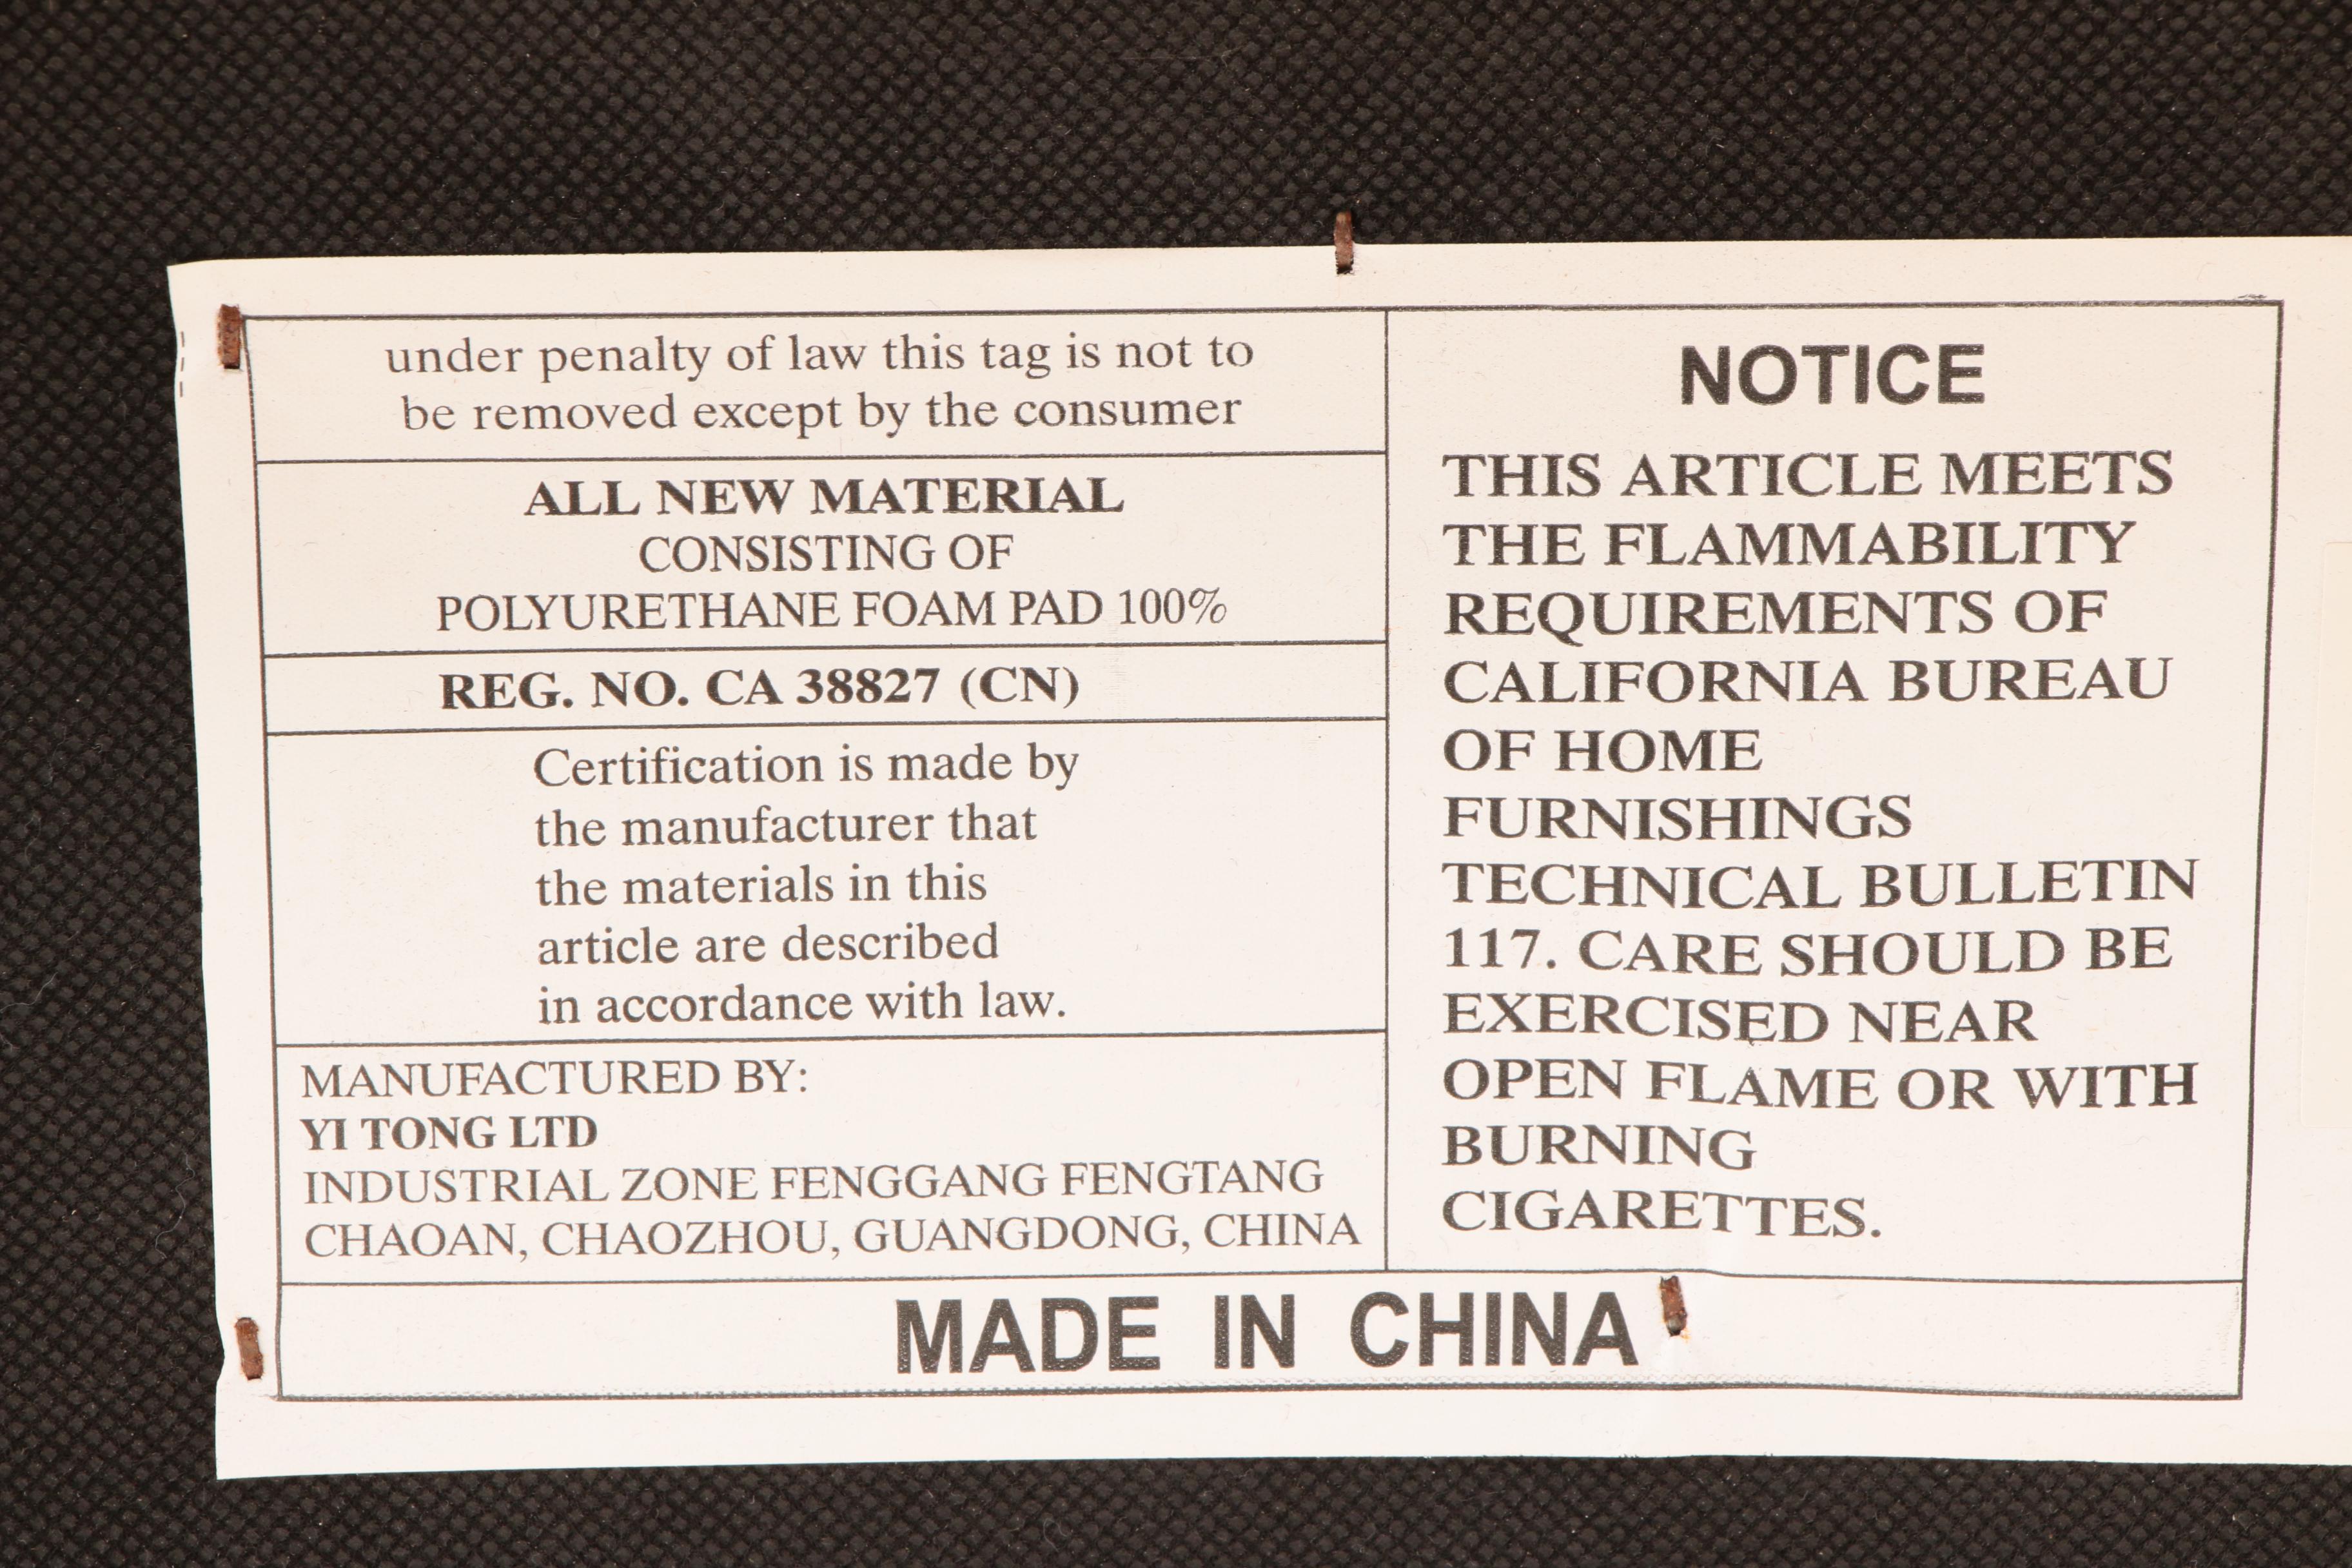 under penalty of law this tag is not to
be removed except by the consumer
ALL NEW MATERIAL
CONSISTING OF
POLYURETHANE FOAM PAD 100%
REG. NO. CA 38827 (CN)
Certification is made by
the manufacturer that
the materials in this
article are described
in accordance with law.
MANUFACTURED BY:
YI TONG LTD
INDUSTRIAL ZONE FENGGANG FENGTANG
CHAOAN, CHAOZHOU, GUANGDONG, CHINA
NOTICE
THIS ARTICLE MEETS
THE FLAMMABILITY
REQUIREMENTS OF
CALIFORNIA BUREAU
OF HOME
FURNISHINGS
TECHNICAL BULLETIN
117. CARE SHOULD BE
EXERCISED NEAR
OPEN FLAME OR WITH
BURNING
CIGARETTES.
MADE IN CHINA